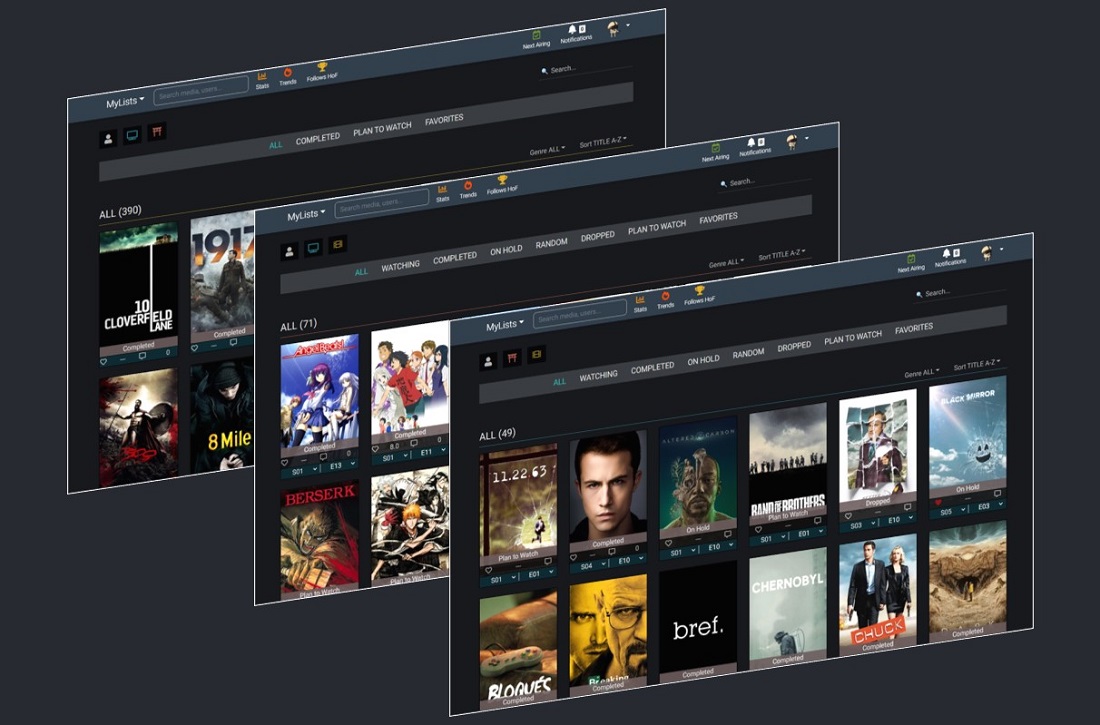 Next Airing
Notifications
MyLists
Search media, users...
Stats
Trends
Follows HoF
Search...
ALL
COMPLETED
PLAN TO WATCH
FAVORITES
Genre ALL
Sort TITLE A-Z
ALL (390)
10
CLOVERFIELD
LANE
Completed
0
1917
Completed
300
8 Mile
Next Airing
Notifications
MyLists
Search media, users...
Stats
Trends
Follows HoF
Search...
ALL
WATCHING
COMPLETED
ON HOLD
RANDOM
DROPPED
PLAN TO WATCH
FAVORITES
Genre ALL
Sort TITLE A-Z
ALL (71)
Angel Beats!
Completed
0
S01
E13
Completed
8.0
0
S01
E11
BERSERK
Plan to Watch
Plan to Watch
Next Airing
Notifications
MyLists
Search media, users...
Stats
Trends
Follows HoF
Search...
ALL
WATCHING
COMPLETED
ON HOLD
RANDOM
DROPPED
PLAN TO WATCH
FAVORITES
Genre ALL
Sort TITLE A-Z
ALL (49)
11.22.63
Plan to Watch
S01
E01
Completed
0
S04
E10
ALTERED CARBON
On Hold
S01
E10
BAND OF BROTHERS
Plan to Watch
S01
E01
Dropped
S03
E10
BLACK MIRROR
On Hold
S05
E03
BLOQUÉS
Completed
Breaking
Completed
bref.
Completed
CHERNOBYL
Completed
CHUCK
Completed
Completed